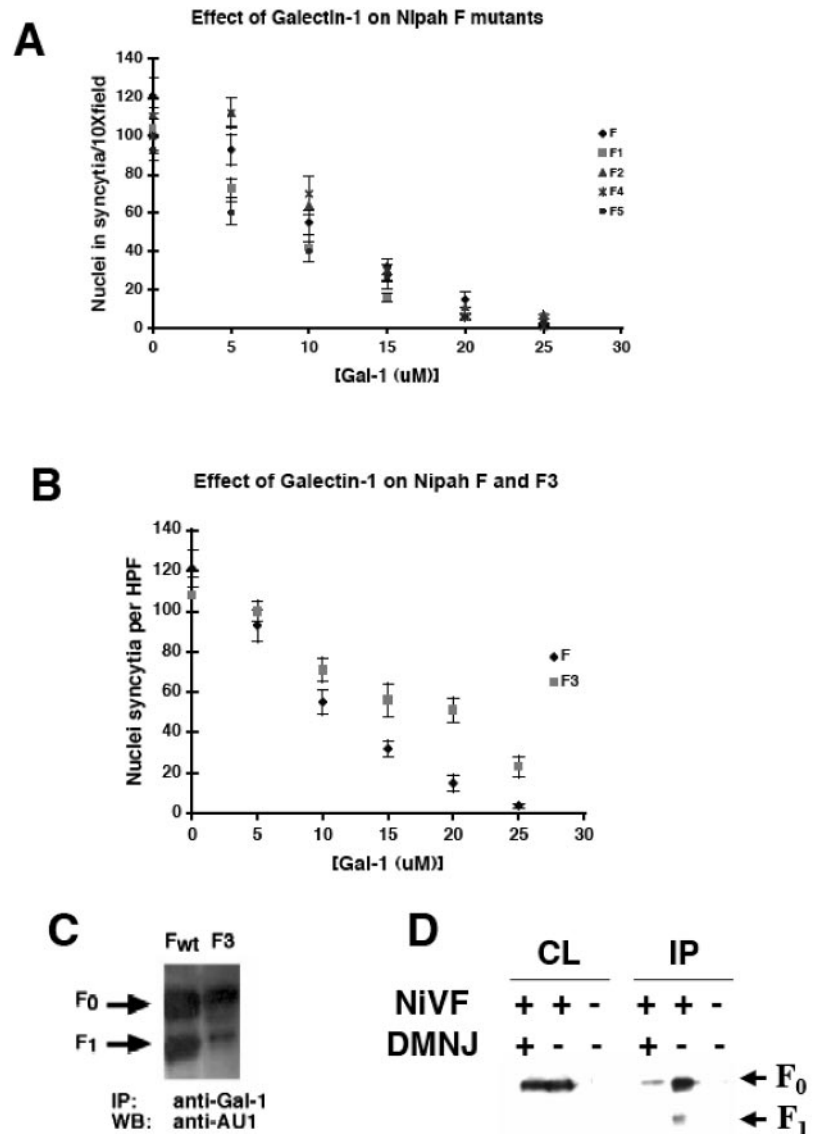 A
Effect of Galectin-1 on Nipah F mutants
Nuclei in syncytia/10Xfield
140
120
100
80
60
40
20
0
0 5 10 15 20 25 30
[Gal-1 (uM)]
F
F1
F2
F4
F5
B
Effect of Galectin-1 on Nipah F and F3
Nuclei syncytia per HPF
140
120
100
80
60
40
20
0
0 5 10 15 20 25 30
[Gal-1 (uM)]
F
F3
C
Fwt F3
F0
F1
IP: anti-Gal-1
WB: anti-AU1
D
CL IP
NiVF + + - + + -
DMNJ + - - + - -
F0
F1